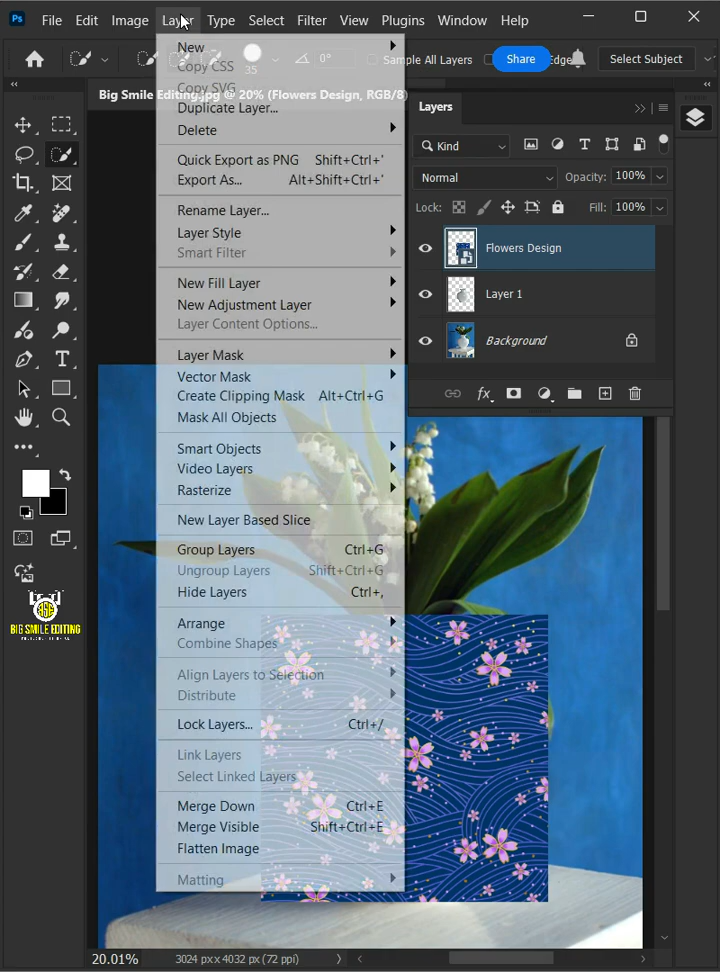 Ps File Edit Image Layer Type Select Filter View Plugins Window Help
35 0° Sample All Layers Share Select Subject
Big Smile Editing.jpg @ 20% (Flowers Design, RGB/8)
New
Copy CSS
Copy SVG
Duplicate Layer...
Delete
Quick Export as PNG Shift+Ctrl+'
Export As... Alt+Shift+Ctrl+'
Rename Layer...
Layer Style
Smart Filter
New Fill Layer
New Adjustment Layer
Layer Content Options...
Layer Mask
Vector Mask
Create Clipping Mask Alt+Ctrl+G
Mask All Objects
Smart Objects
Video Layers
Rasterize
New Layer Based Slice
Group Layers Ctrl+G
Ungroup Layers Shift+Ctrl+G
Hide Layers Ctrl+,
Arrange
Combine Shapes
Align Layers to Selection
Distribute
Lock Layers... Ctrl+/
Link Layers
Select Linked Layers
Merge Down Ctrl+E
Merge Visible Shift+Ctrl+E
Flatten Image
Matting
Layers
Kind
Normal Opacity: 100%
Lock: Fill: 100%
Flowers Design
Layer 1
Background
BIG SMILE EDITING
20.01% 3024 px x 4032 px (72 ppi)